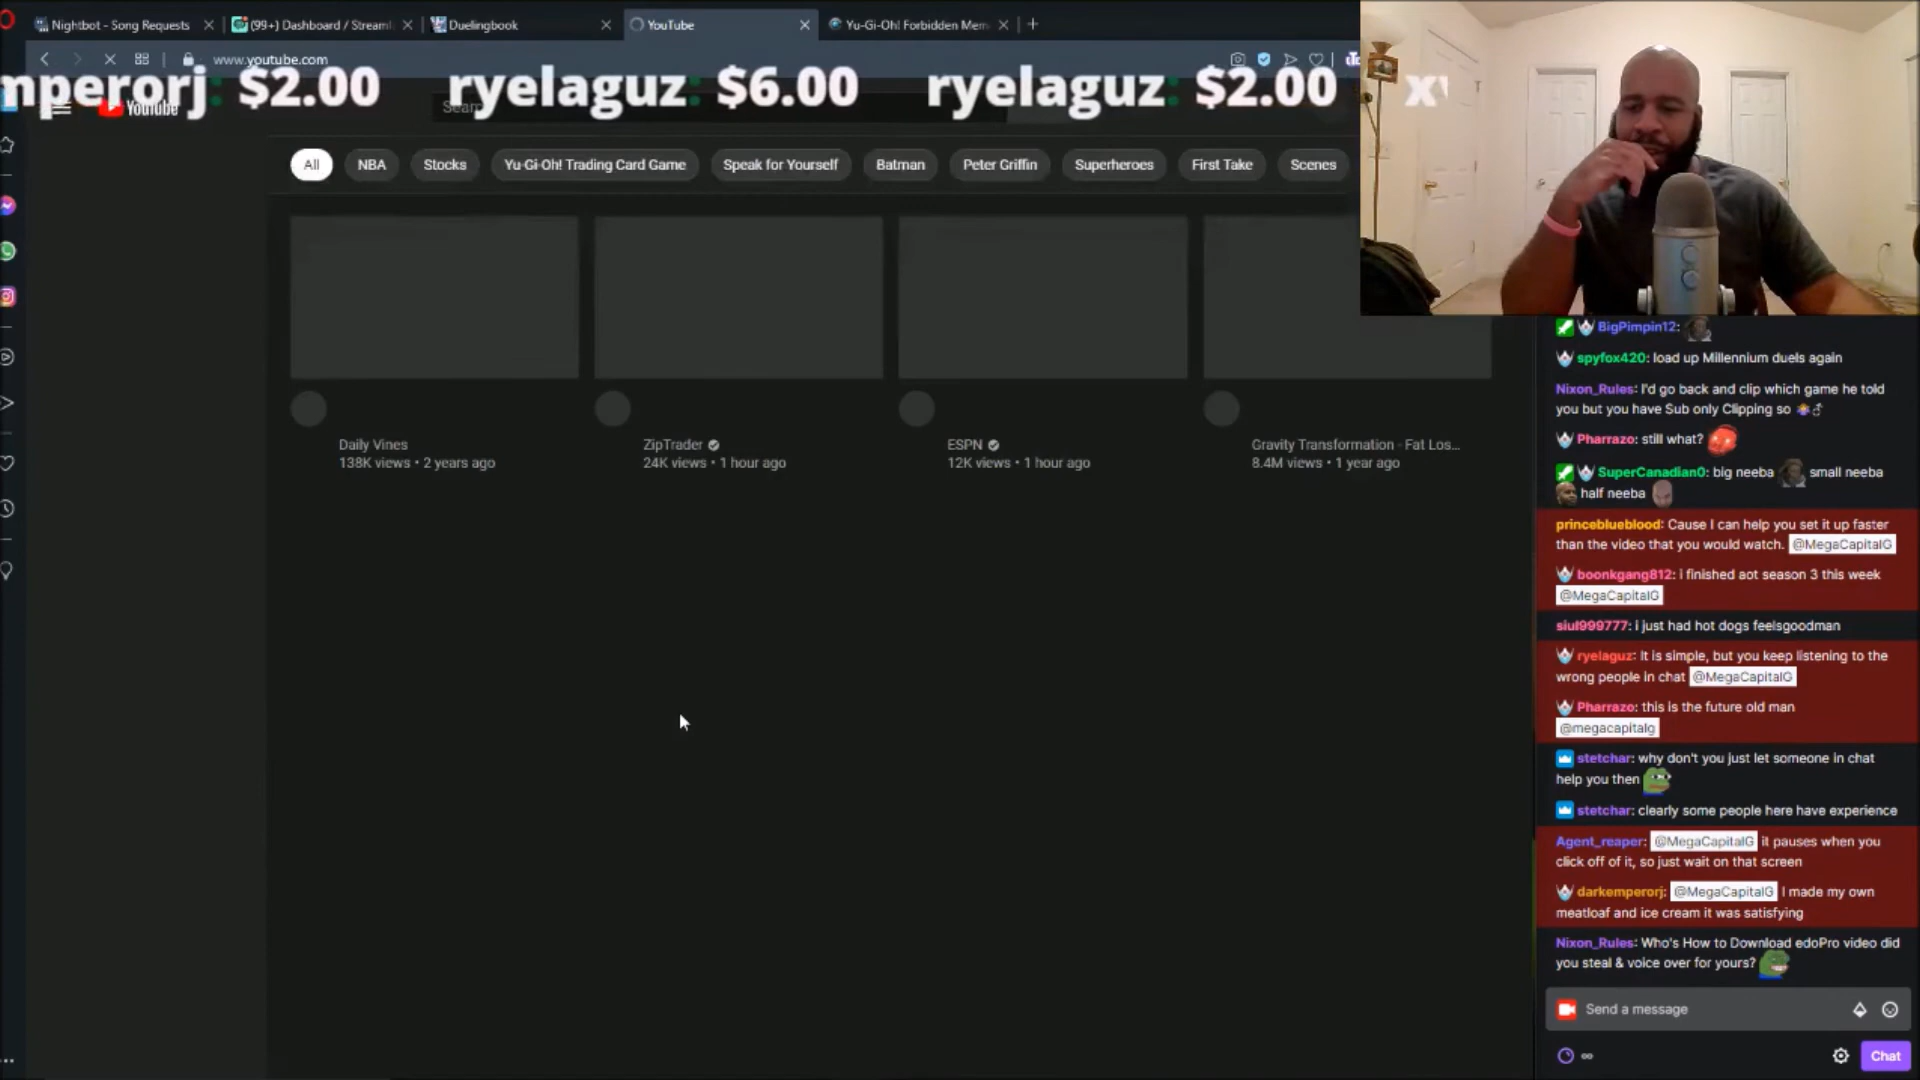 Nightbot - Song Requests
(99+) Dashboard / Streaml
Duelingbook
YouTube
Yu-Gi-Oh! Forbidden Mem
www.youtube.com
mperorj: $2.00 ryelaguz: $6.00 ryelaguz: $2.00
YouTube
Sear
All
NBA
Stocks
Yu-Gi-Oh! Trading Card Game
Speak for Yourself
Batman
Peter Griffin
Superheroes
First Take
Scenes
Daily Vines
138K views • 2 years ago
ZipTrader
24K views • 1 hour ago
ESPN
12K views • 1 hour ago
Gravity Transformation - Fat Los...
8.4M views • 1 year ago
BigPimpin12:
spyfox420: load up Millennium duels again
Nixon_Rules: I'd go back and clip which game he told
you but you have Sub only Clipping so
Pharrazo: still what?
SuperCanadian0: big neeba small neeba
half neeba
princeblueblood: Cause I can help you set it up faster
than the video that you would watch. @MegaCapitalG
boonkgang812: i finished aot season 3 this week
@MegaCapitalG
siul999777: i just had hot dogs feelsgoodman
ryelaguz: It is simple, but you keep listening to the
wrong people in chat @MegaCapitalG
Pharrazo: this is the future old man
@megacapitalg
stetchar: why don't you just let someone in chat
help you then
stetchar: clearly some people here have experience
Agent_reaper: @MegaCapitalG it pauses when you
click off of it, so just wait on that screen
darkemperorj: @MegaCapitalG I made my own
meatloaf and ice cream it was satisfying
Nixon_Rules: Who's How to Download edoPro video did
you steal & voice over for yours?
Send a message
Chat